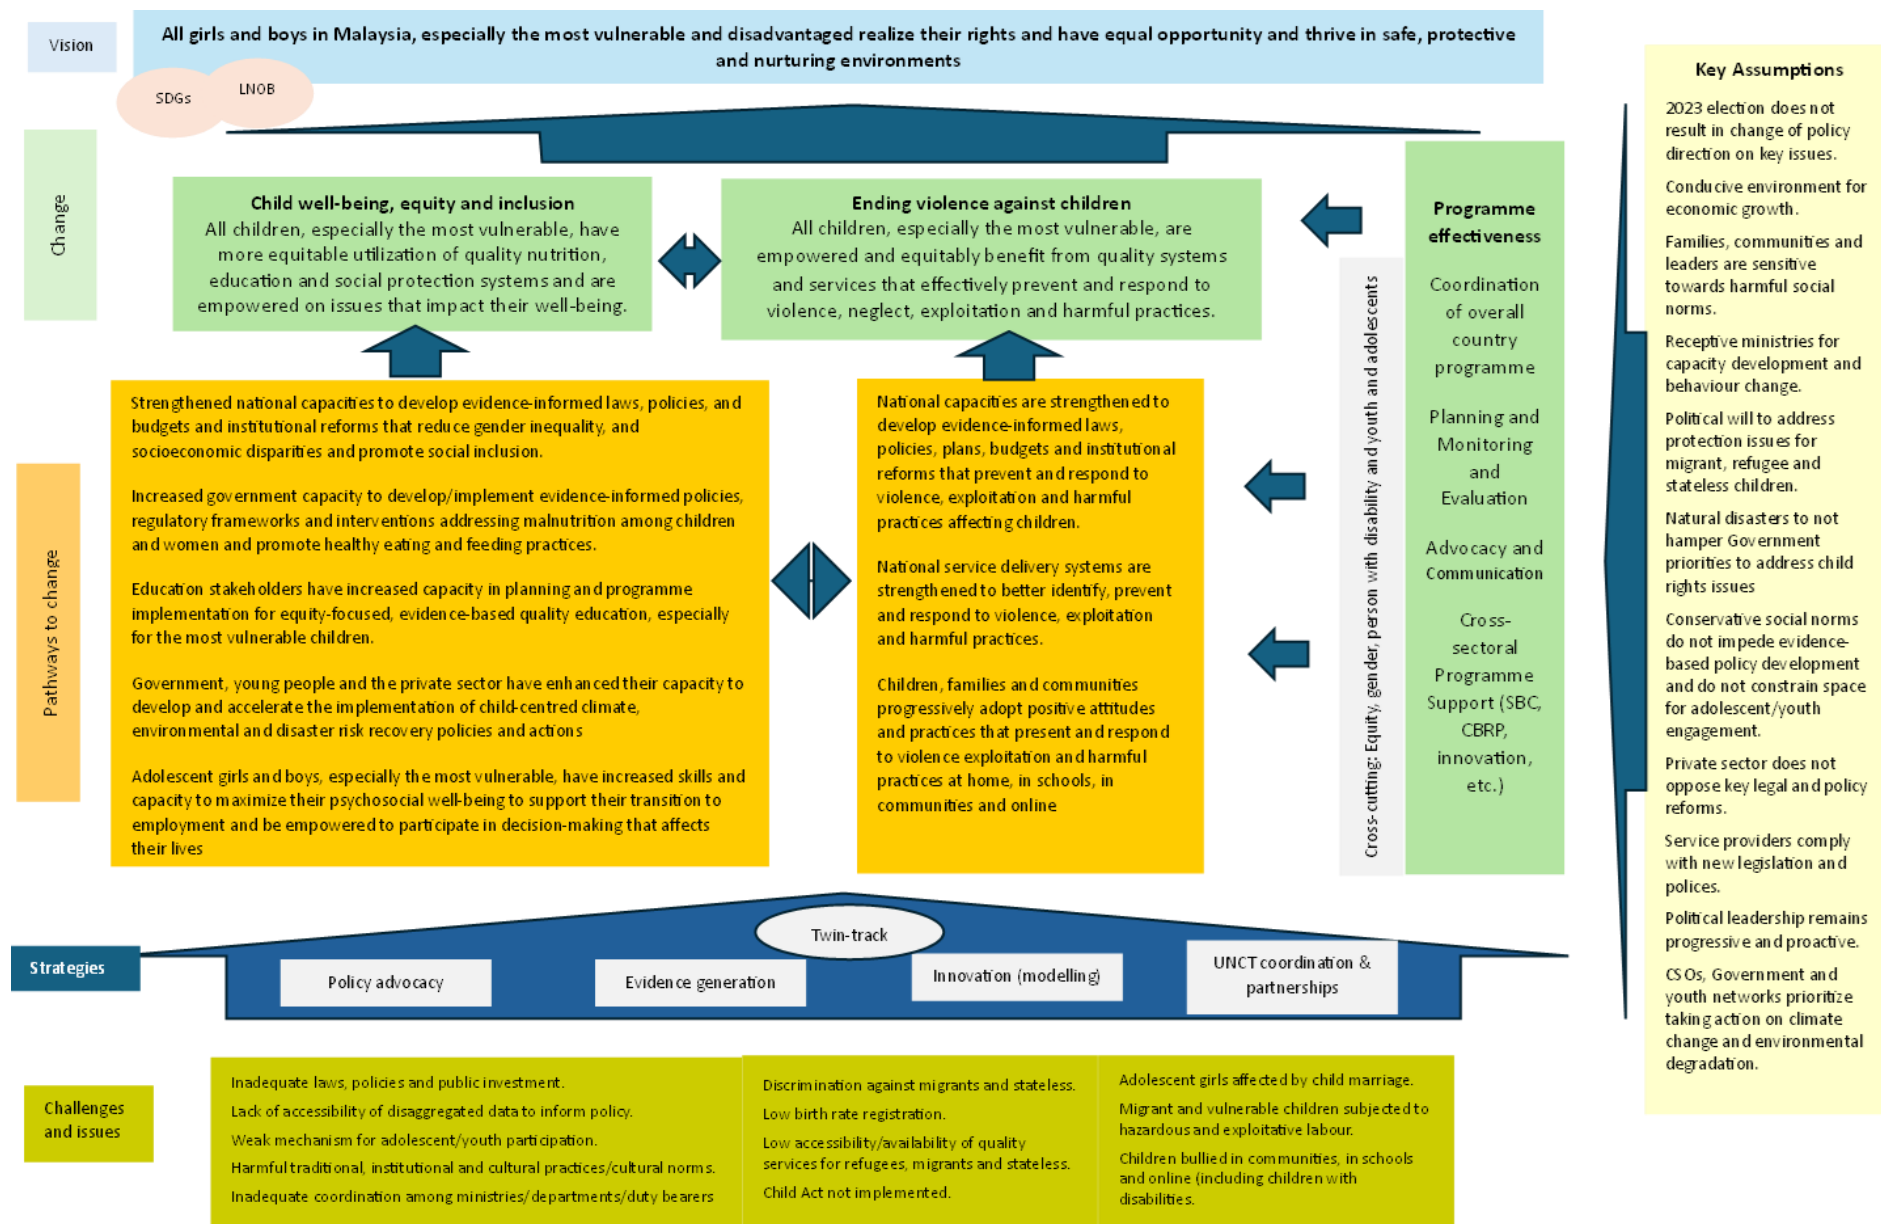 Vision
All girls and boys in Malaysia, especially the most vulnerable and disadvantaged realize their rights and have equal opportunity and thrive in safe, protective
and nurturing environments
SDGs
LNOB
Change
Child well-being, equity and inclusion
All children, especially the most vulnerable, have
more equitable utilization of quality nutrition,
education and social protection systems and are
empowered on issues that impact their well-being.
Ending violence against children
All children, especially the most vulnerable, are
empowered and equitably benefit from quality systems
and services that effectively prevent and respond to
violence, neglect, exploitation and harmful practices.
Pathways to change
Strengthened national capacities to develop evidence-informed laws, policies, and
budgets and institutional reforms that reduce gender inequality, and
socioeconomic disparities and promote social inclusion.
Increased government capacity to develop/implement evidence-informed policies,
regulatory frameworks and interventions addressing malnutrition among children
and women and promote healthy eating and feeding practices.
Education stakeholders have increased capacity in planning and programme
implementation for equity-focused, evidence-based quality education, especially
for the most vulnerable children.
Government, young people and the private sector have enhanced their capacity to
develop and accelerate the implementation of child-centred climate,
environmental and disaster risk recovery policies and actions
Adolescent girls and boys, especially the most vulnerable, have increased skills and
capacity to maximize their psychosocial well-being to support their transition to
employment and be empowered to participate in decision-making that affects
their lives
National capacities are strengthened to
develop evidence-informed laws,
policies, plans, budgets and institutional
reforms that prevent and respond to
violence, exploitation and harmful
practices affecting children.
National service delivery systems are
strengthened to better identify, prevent
and respond to violence, exploitation
and harmful practices.
Children, families and communities
progressively adopt positive attitudes
and practices that present and respond
to violence exploitation and harmful
practices at home, in schools, in
communities and online
Cross-cutting: Equity, gender, person with disability and youth and adolescents
Programme
effectiveness
Coordination
of overall
country
programme
Planning and
Monitoring
and
Evaluation
Advocacy and
Communication
Cross-
sectoral
Programme
Support (SBC,
CBRP,
innovation,
etc.)
Strategies
Twin-track
Policy advocacy
Evidence generation
Innovation (modelling)
UNCT coordination &
partnerships
Challenges
and issues
Inadequate laws, policies and public investment.
Lack of accessibility of disaggregated data to inform policy.
Weak mechanism for adolescent/youth participation.
Harmful traditional, institutional and cultural practices/cultural norms.
Inadequate coordination among ministries/departments/duty bearers
Discrimination against migrants and stateless.
Low birth rate registration.
Low accessibility/availability of quality
services for refugees, migrants and stateless.
Child Act not implemented.
Adolescent girls affected by child marriage.
Migrant and vulnerable children subjected to
hazardous and exploitative labour.
Children bullied in communities, in schools
and online (including children with
disabilities.
Key Assumptions
2023 election does not
result in change of policy
direction on key issues.
Conducive environment for
economic growth.
Families, communities and
leaders are sensitive
towards harmful social
norms.
Receptive ministries for
capacity development and
behaviour change.
Political will to address
protection issues for
migrant, refugee and
stateless children.
Natural disasters to not
hamper Government
priorities to address child
rights issues
Conservative social norms
do not impede evidence-
based policy development
and do not constrain space
for adolescent/youth
engagement.
Private sector does not
oppose key legal and policy
reforms.
Service providers comply
with new legislation and
polices.
Political leadership remains
progressive and proactive.
CSOs, Government and
youth networks prioritize
taking action on climate
change and environmental
degradation.